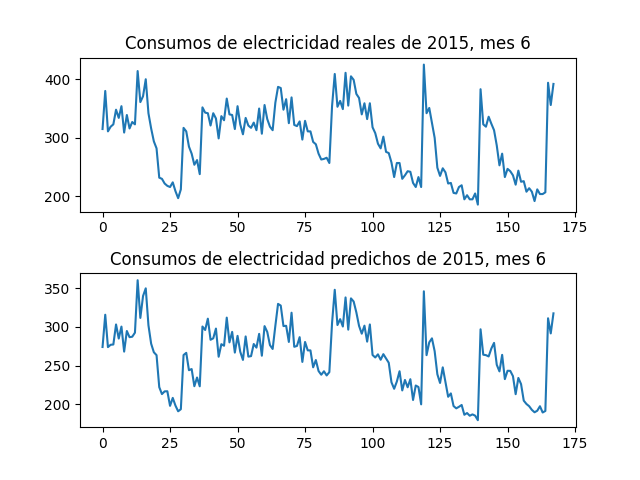 Consumos de electricidad reales de 2015, mes 6
400
300
200
0 25 50 75 100 125 150 175
Consumos de electricidad predichos de 2015, mes 6
350
300
250
200
0 25 50 75 100 125 150 175